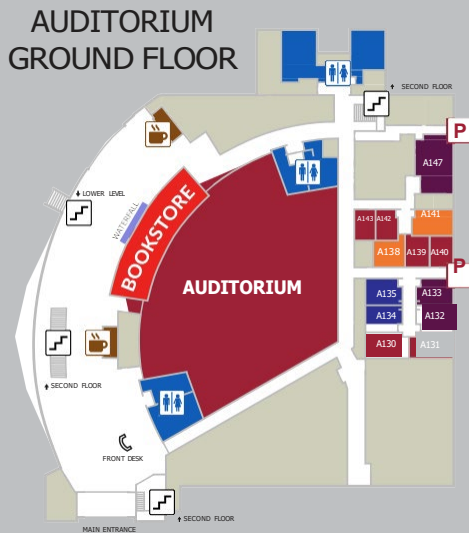 AUDITORIUM
GROUND FLOOR
SECOND FLOOR
P
A147
LOWER LEVEL
WATERFALL
BOOKSTORE
A143 A142 A141
A138 A139 A140
P
AUDITORIUM
A135 A133
A134 A132
A130 A131
SECOND FLOOR
FRONT DESK
SECOND FLOOR
MAIN ENTRANCE